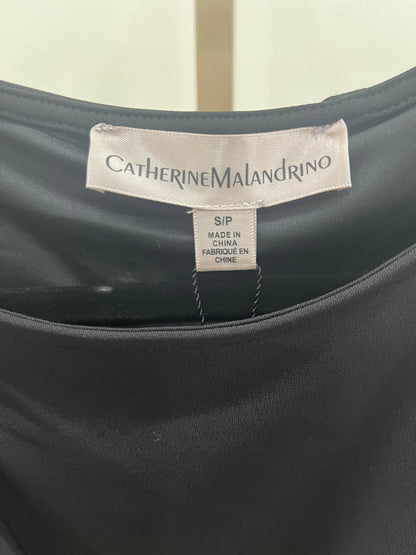 CATHERINEMALANDRINO
S/P
MADE IN
CHINA
FABRIQUÉ EN
CHINE